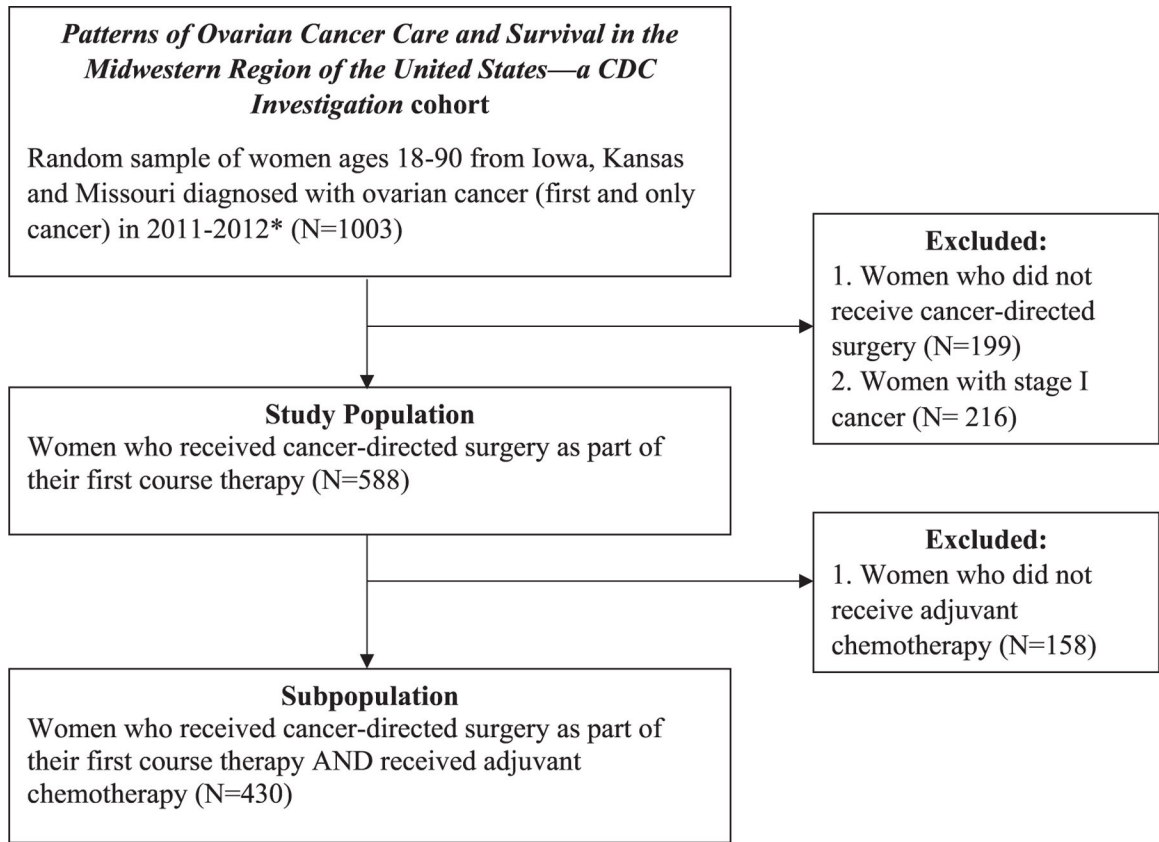 Patterns of Ovarian Cancer Care and Survival in the
Midwestern Region of the United States—a CDC
Investigation cohort
Random sample of women ages 18-90 from Iowa, Kansas
and Missouri diagnosed with ovarian cancer (first and only
cancer) in 2011-2012* (N=1003)
Excluded:
1. Women who did not
receive cancer-directed
surgery (N=199)
2. Women with stage I
cancer (N= 216)
Study Population
Women who received cancer-directed surgery as part of
their first course therapy (N=588)
Excluded:
1. Women who did not
receive adjuvant
chemotherapy (N=158)
Subpopulation
Women who received cancer-directed surgery as part of
their first course therapy AND received adjuvant
chemotherapy (N=430)